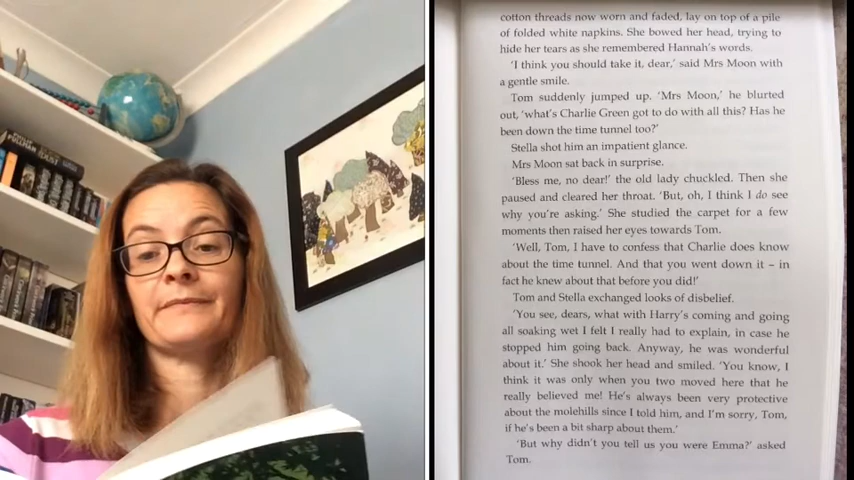 cotton threads now worn and faded, lay on top of a pile
of folded white napkins. She bowed her head, trying to
hide her tears as she remembered Hannah's words.
'I think you should take it, dear,' said Mrs Moon with
a gentle smile.
Tom suddenly jumped up. 'Mrs Moon,' he blurted
out, 'what's Charlie Green got to do with all this? Has he
been down the time tunnel too?'
Stella shot him an impatient glance.
Mrs Moon sat back in surprise.
'Bless me, no dear!' the old lady chuckled. Then she
paused and cleared her throat. 'But, oh, I think I do see
why you're asking.' She studied the carpet for a few
moments then raised her eyes towards Tom.
'Well, Tom, I have to confess that Charlie does know
about the time tunnel. And that you went down it – in
fact he knew about that before you did!'
Tom and Stella exchanged looks of disbelief.
'You see, dears, what with Harry's coming and going
all soaking wet I felt I really had to explain, in case he
stopped him going back. Anyway, he was wonderful
about it.' She shook her head and smiled. 'You know, I
think it was only when you two moved here that he
really believed me! He's always been very protective
about the molehills since I told him, and I'm sorry, Tom,
if he's been a bit sharp about them.'
'But why didn't you tell us you were Emma?' asked
Tom.